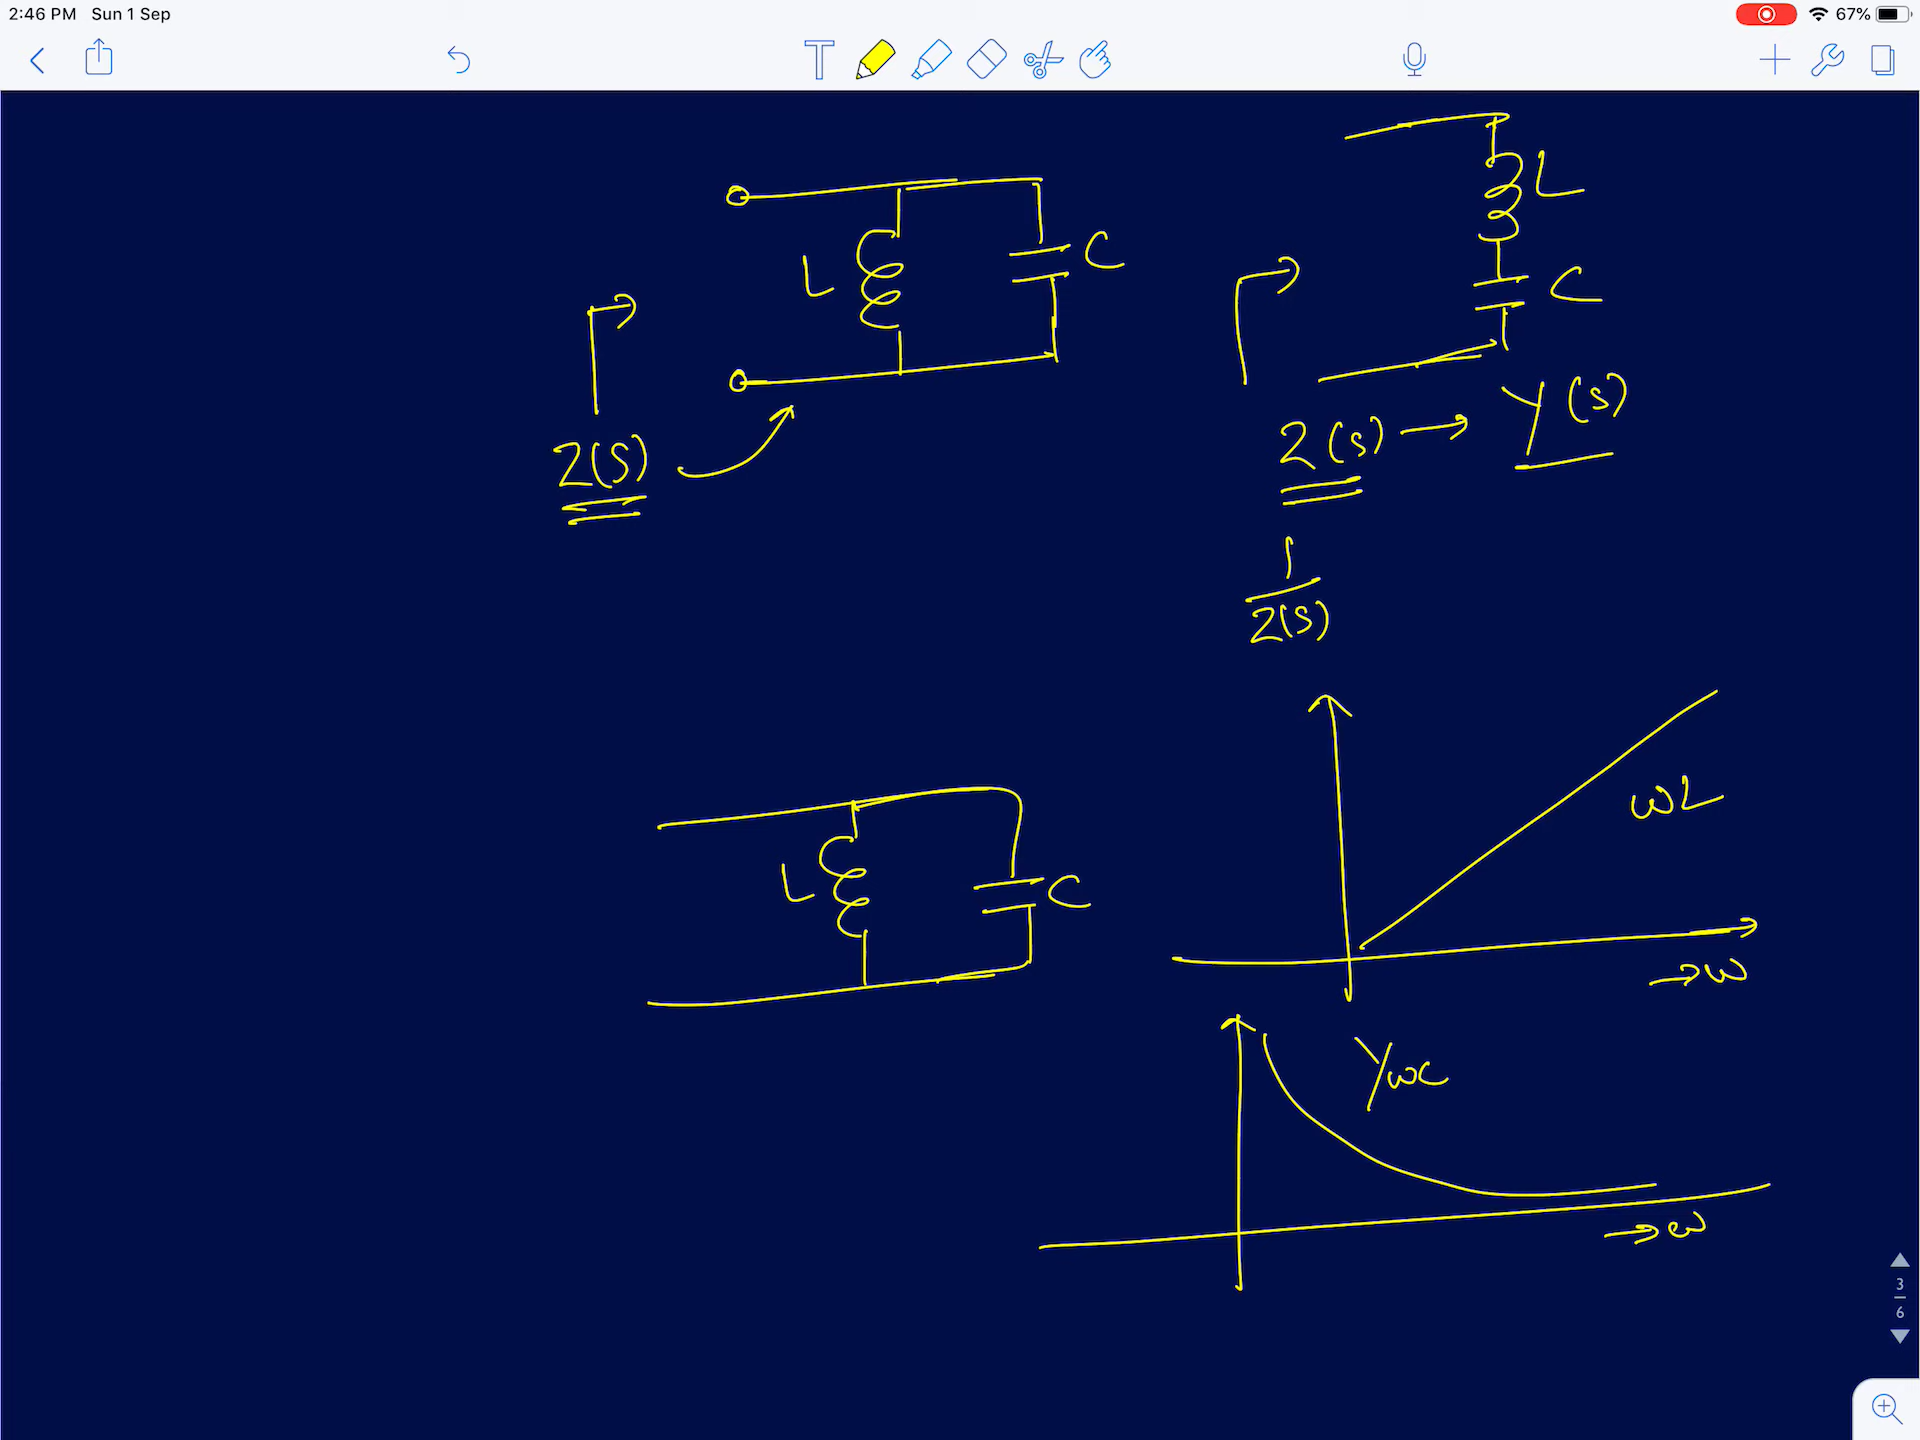 2:46 PM Sun 1 Sep
67%
T
L
C
L
C
Z(S)
Z(s) → Y(s)
1
Z(S)
L
C
ωL
→ω
1/ωC
→ω
3
6